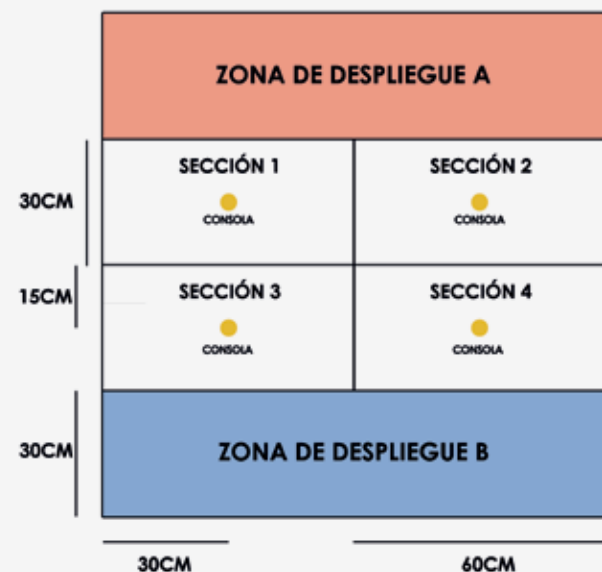 ZONA DE DESPLIEGUE A
SECCIÓN 1
SECCIÓN 2
30CM
CONSOLA
CONSOLA
15CM
SECCIÓN 3
SECCIÓN 4
CONSOLA
CONSOLA
30CM
ZONA DE DESPLIEGUE B
30CM
60CM